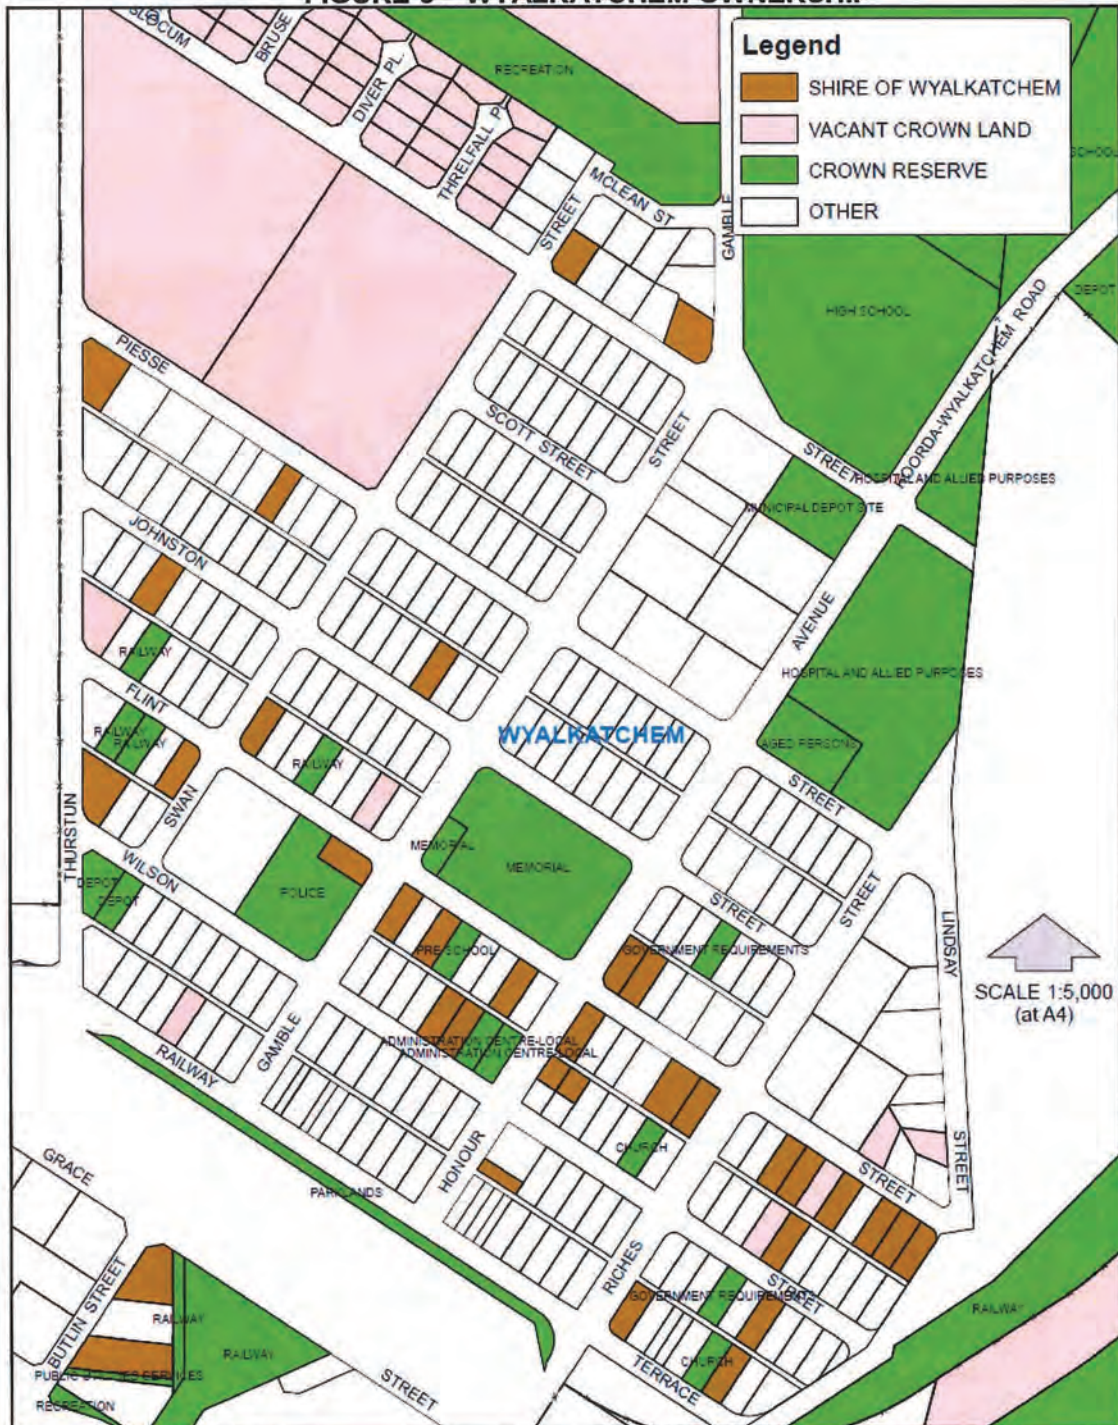 FIGURE 3 - WYALKATCHEM OWNERSHIP
Legend
SHIRE OF WYALKATCHEM
VACANT CROWN LAND
CROWN RESERVE
OTHER
SLOCUM
BRUSE
DIVER PL.
THRELFALL P
RECREATION
STREET
MCLEAN ST
GAMBLE
SCHOOL
DEPOT
HIGH SCHOOL
KOORDA-WYALKATCHEM ROAD
PIESSE
SCOTT STREET
STREET
STREET
HOSPITAL AND ALLIED PURPOSES
MUNICIPAL DEPOT SITE
JOHNSTON
AVENUE
RAILWAY
HOSPITAL AND ALLIED PURPOSES
FLINT
RAILWAY
RAILWAY
RAILWAY
WYALKATCHEM
AGED PERSONS
STREET
SWAN
THURSTUN
WILSON
MEMORIAL
MEMORIAL
DEPOT
DEPOT
POLICE
STREET
STREET
LINDSAY
PRE SCHOOL
GOVERNMENT REQUIREMENTS
SCALE 1:5,000
(at A4)
GAMBLE
ADMINISTRATION CENTRE-LOCAL
ADMINISTRATION CENTRE-LOCAL
RAILWAY
HONOUR
CHURCH
STREET
STREET
GRACE
PARKLANDS
RICHES
STREET
GOVERNMENT REQUIREMENTS
RAILWAY
BUTLIN STREET
RAILWAY
RAILWAY
CHURCH
TERRACE
STREET
RECREATION